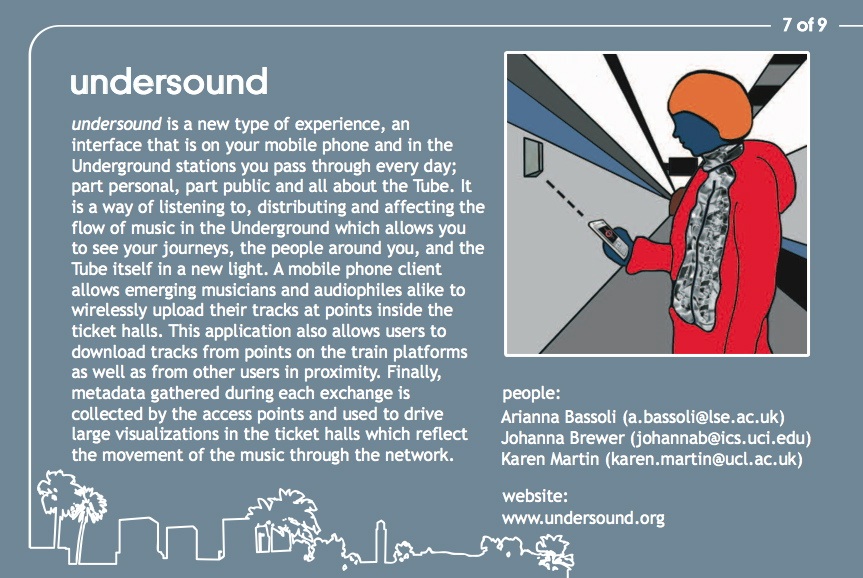 7 of 9
undersound
undersound is a new type of experience, an
interface that is on your mobile phone and in the
Underground stations you pass through every day;
part personal, part public and all about the Tube. It
is a way of listening to, distributing and affecting the
flow of music in the Underground which allows you
to see your journeys, the people around you, and the
Tube itself in a new light. A mobile phone client
allows emerging musicians and audiophiles alike to
wirelessly upload their tracks at points inside the
ticket halls. This application also allows users to
download tracks from points on the train platforms
as well as from other users in proximity. Finally,
metadata gathered during each exchange is
collected by the access points and used to drive
large visualizations in the ticket halls which reflect
the movement of the music through the network.
people:
Arianna Bassoli (a.bassoli@lse.ac.uk)
Johanna Brewer (johannab@ics.uci.edu)
Karen Martin (karen.martin@ucl.ac.uk)
website:
www.undersound.org